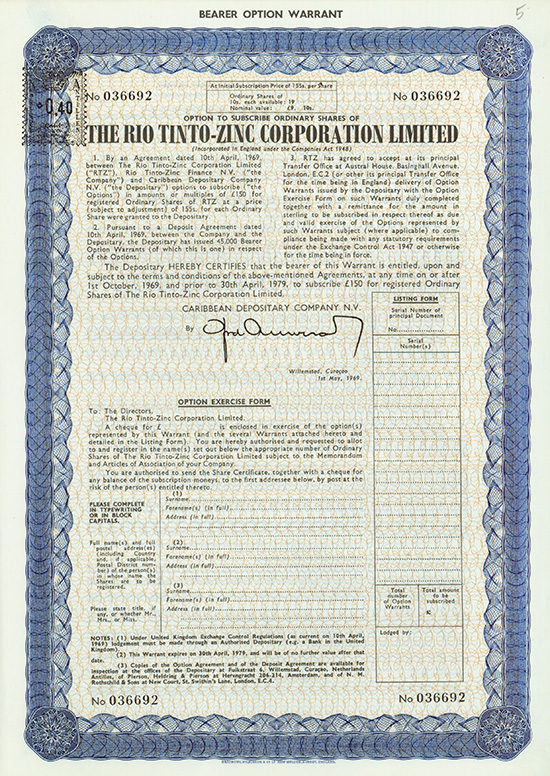 BEARER OPTION WARRANT
5
0,40
No 036692
At Initial Subscription Price of 155s. per Share
Ordinary Shares of
10s. each available: 19
Nominal value: £9. 10s.
No 036692
OPTION TO SUBSCRIBE ORDINARY SHARES OF
THE RIO TINTO-ZINC CORPORATION LIMITED
(Incorporated in England under the Companies Act 1948)
1. By an Agreement dated 10th April, 1969,
between The Rio Tinto-Zinc Corporation Limited
("RTZ"), Rio Tinto-Zinc Finance N.V. ("the
Company") and Caribbean Depositary Company
N.V. ("the Depositary") options to subscribe ("the
Options") in amounts or multiples of £150 for
registered Ordinary Shares of RTZ at a price
(subject to adjustment) of 155s. for each Ordinary
Share were granted to the Depositary.
2. Pursuant to a Deposit Agreement dated
10th April, 1969, between the Company and the
Depositary, the Depositary has issued 45,000 Bearer
Option Warrants (of which this is one) in respect
of the Options.
3. RTZ has agreed to accept at its principal
Transfer Office at Austral House, Basinghall Avenue,
London, E.C.2 (or other its principal Transfer Office
for the time being in England) delivery of Option
Warrants issued by the Depositary with the Option
Exercise Form on such Warrants duly completed
together with a remittance for the amount in
sterling to be subscribed in respect thereof as due
and valid exercise of the Options represented by
such Warrants subject (where applicable) to com-
pliance being made with any statutory requirements
under the Exchange Control Act 1947 or otherwise
for the time being in force.
The Depositary HEREBY CERTIFIES that the bearer of this Warrant is entitled, upon and
subject to the terms and conditions of the above-mentioned Agreements, at any time on or after
1st October, 1969, and prior to 30th April, 1979, to subscribe £150 for registered Ordinary
Shares of The Rio Tinto-Zinc Corporation Limited.
CARIBBEAN DEPOSITARY COMPANY N.V.
By
Willemstad, Curaçao,
1st May, 1969.
LISTING FORM
Serial Number of
principal Document
No.
Serial
Number(s)
OPTION EXERCISE FORM
To: The Directors,
The Rio Tinto-Zinc Corporation Limited.
A cheque for £ is enclosed in exercise of the option(s)
represented by this Warrant (and the several Warrants attached hereto and
detailed in the Listing Form). You are hereby authorised and requested to allot
to and register in the name(s) set out below the appropriate number of Ordinary
Shares of The Rio Tinto-Zinc Corporation Limited subject to the Memorandum
and Articles of Association of your Company.
You are authorised to send the Share Certificate, together with a cheque for
any balance of the subscription moneys, to the first addressee below, by post at the
risk of the person(s) entitled thereto.
PLEASE COMPLETE
IN TYPEWRITING
OR IN BLOCK
CAPITALS.
(1)
Surname
Forename(s) (in full)
Address (in full)
Full name(s) and full
postal address(es)
(including Country
and, if applicable,
Postal District num-
ber) of the person(s)
in whose name the
Shares are to be
registered.
(2)
Surname
Forename(s) (in full)
Address (in full)
(3)
Surname
Forename(s) (in full)
Address (in full)
Please state title, if
any, or whether Mr.,
Mrs., or Miss.
Total
number
of Option
Warrants
Total amount
to be
subscribed
£
Lodged by:
NOTES: (1) Under United Kingdom Exchange Control Regulations (as current on 10th April,
1969) lodgement must be made through an Authorised Depositary (e.g. a Bank in the United
Kingdom).
(2) This Warrant expires on 30th April, 1979, and will be of no further value after that
date.
(3) Copies of the Option Agreement and of the Deposit Agreement are available for
inspection at the offices of the Depositary at Fuikstraat 6, Willemstad, Curaçao, Netherlands
Antilles, of Pierson, Heldring & Pierson at Herengracht 206-214, Amsterdam, and of N. M.
Rothschild & Sons at New Court, St. Swithin's Lane, London, E.C.4.
No 036692
No 036692